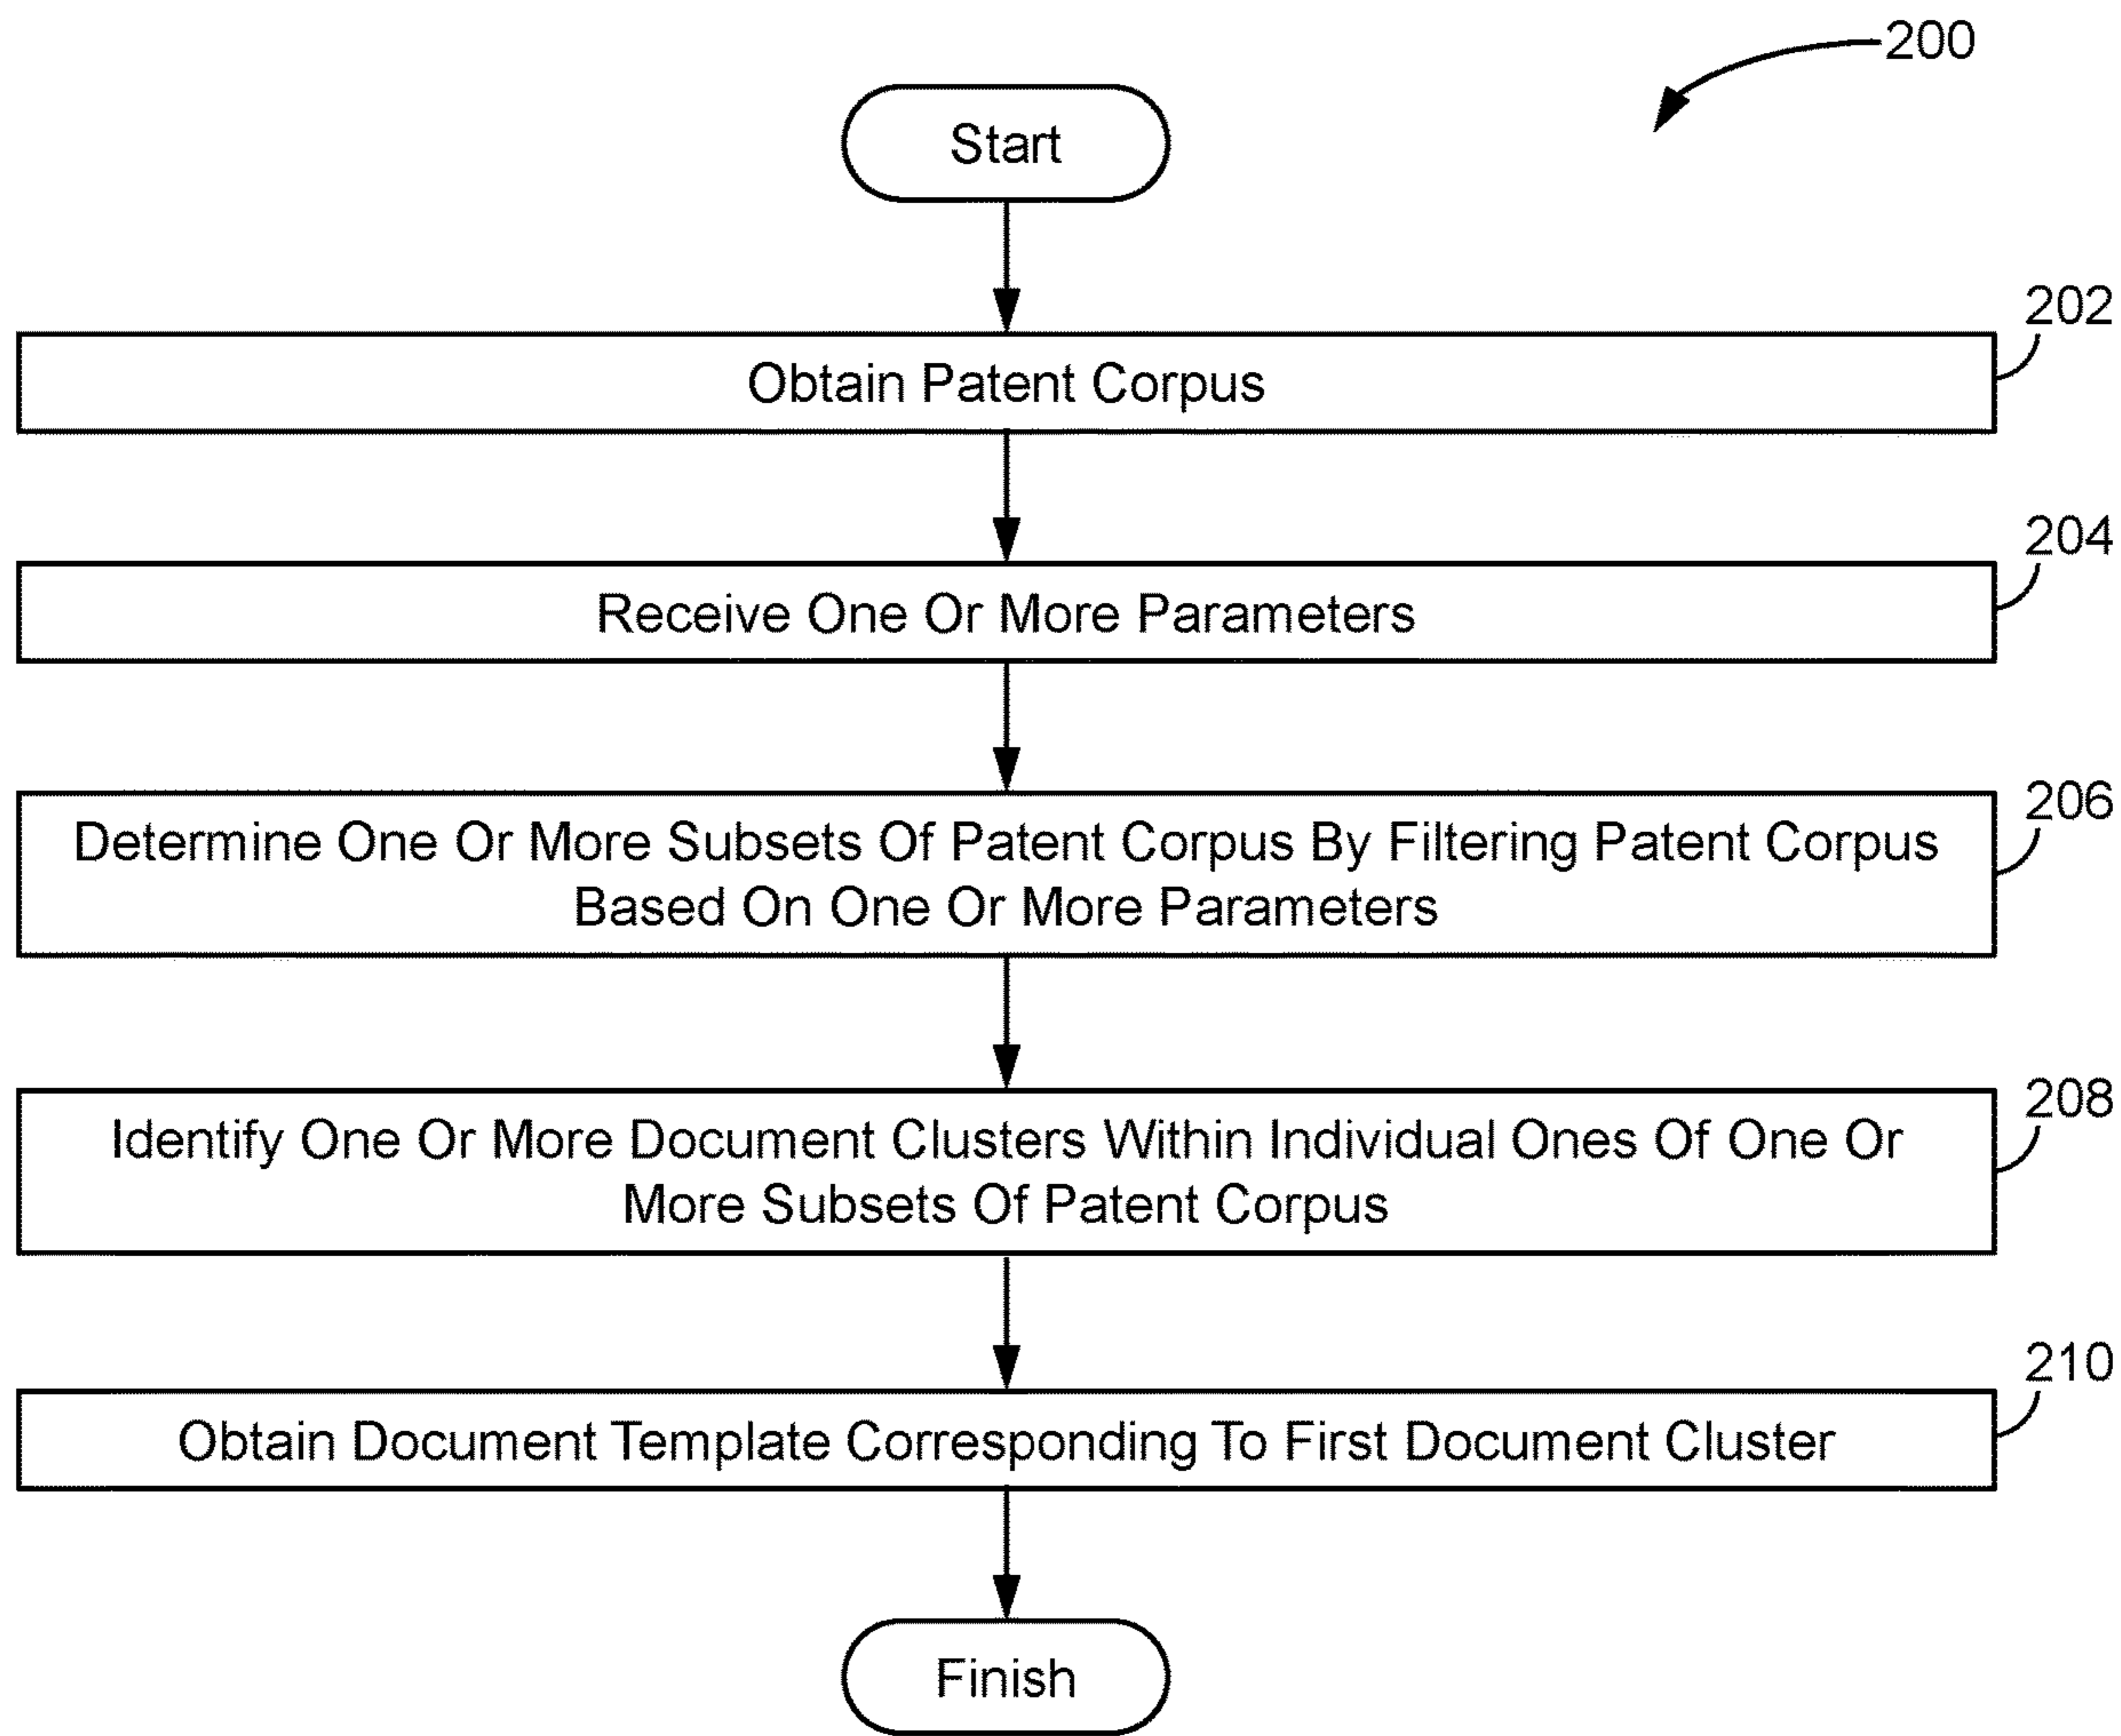 200
Start
202
Obtain Patent Corpus
204
Receive One Or More Parameters
206
Determine One Or More Subsets Of Patent Corpus By Filtering Patent Corpus
Based On One Or More Parameters
208
Identify One Or More Document Clusters Within Individual Ones Of One Or
More Subsets Of Patent Corpus
210
Obtain Document Template Corresponding To First Document Cluster
Finish